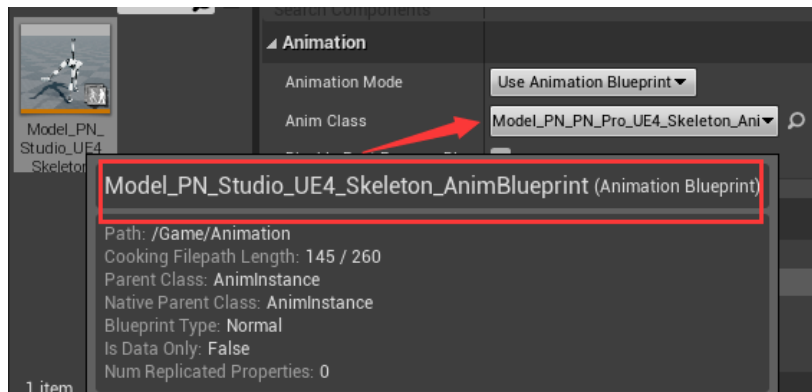 Search Components
Animation
Animation Mode
Use Animation Blueprint
Anim Class
Model_PN_PN_Pro_UE4_Skeleton_Ani
Model_PN_
Studio_UE4
Skeleton
Model_PN_Studio_UE4_Skeleton_AnimBlueprint (Animation Blueprint)
Path: /Game/Animation
Cooking Filepath Length: 145 / 260
Parent Class: AnimInstance
Native Parent Class: AnimInstance
Blueprint Type: Normal
Is Data Only: False
Num Replicated Properties: 0
1 item